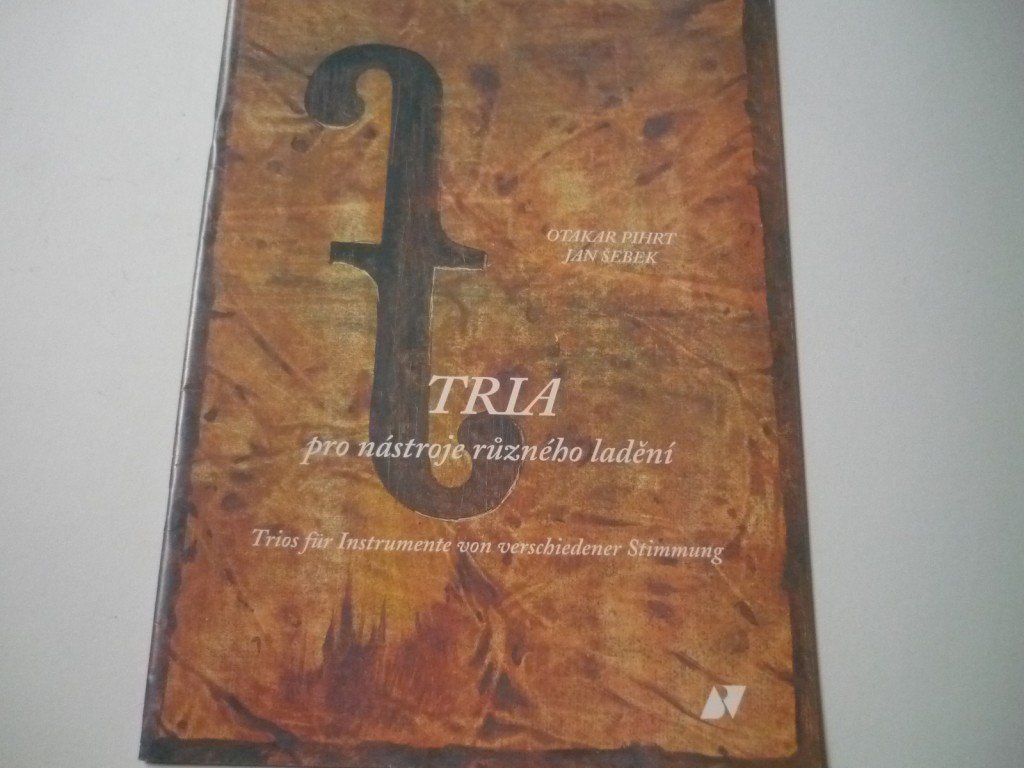 OTAKAR PIHRT
JAN ŠEBEK
TRIA
pro nástroje různého ladění
Trios für Instrumente von verschiedener Stimmung